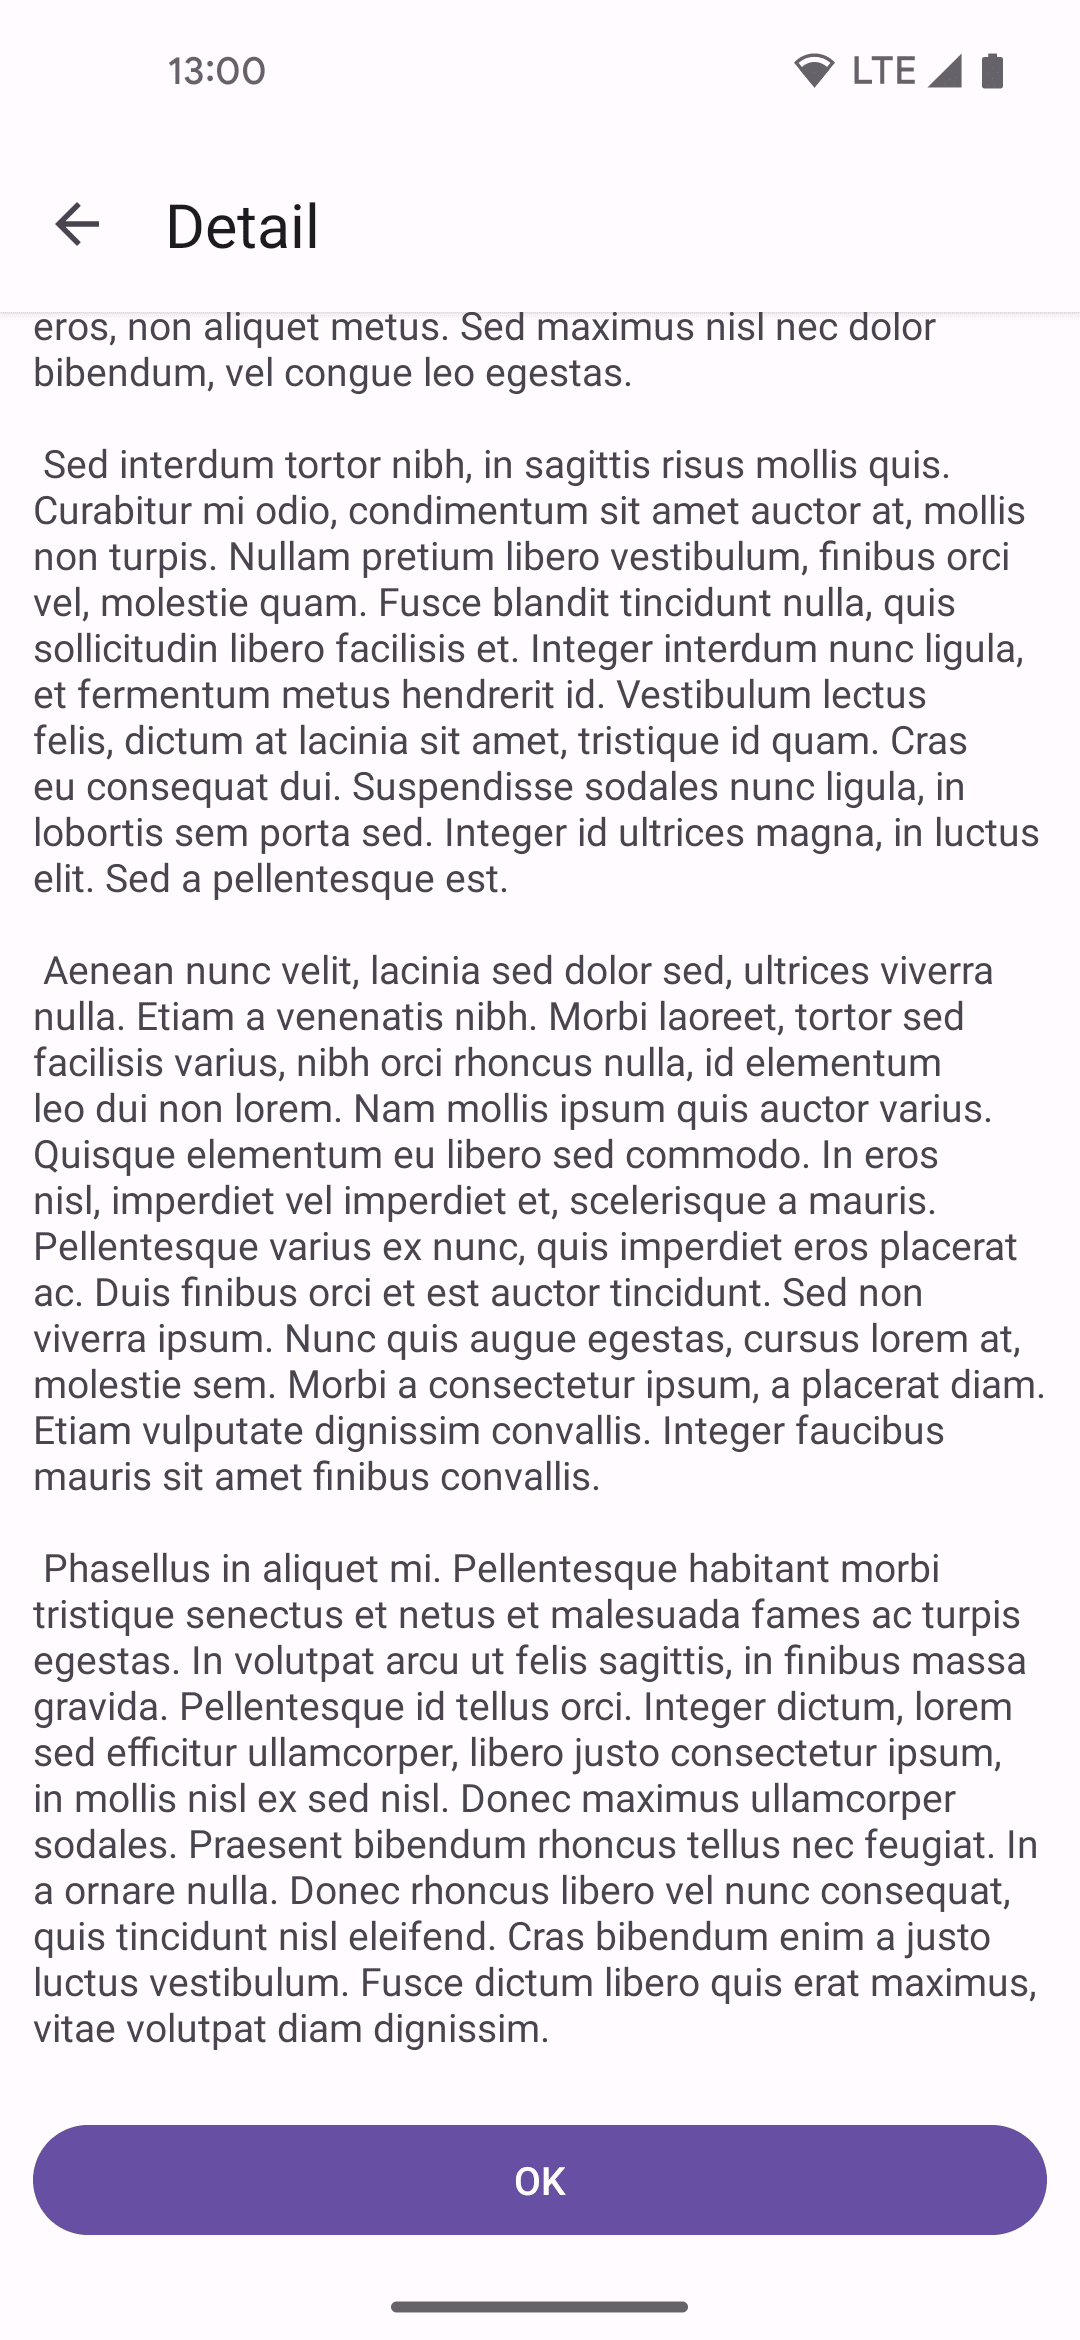 13:00 LTE
Detail
eros, non aliquet metus. Sed maximus nisl nec dolor
bibendum, vel congue leo egestas.
Sed interdum tortor nibh, in sagittis risus mollis quis.
Curabitur mi odio, condimentum sit amet auctor at, mollis
non turpis. Nullam pretium libero vestibulum, finibus orci
vel, molestie quam. Fusce blandit tincidunt nulla, quis
sollicitudin libero facilisis et. Integer interdum nunc ligula,
et fermentum metus hendrerit id. Vestibulum lectus
felis, dictum at lacinia sit amet, tristique id quam. Cras
eu consequat dui. Suspendisse sodales nunc ligula, in
lobortis sem porta sed. Integer id ultrices magna, in luctus
elit. Sed a pellentesque est.
Aenean nunc velit, lacinia sed dolor sed, ultrices viverra
nulla. Etiam a venenatis nibh. Morbi laoreet, tortor sed
facilisis varius, nibh orci rhoncus nulla, id elementum
leo dui non lorem. Nam mollis ipsum quis auctor varius.
Quisque elementum eu libero sed commodo. In eros
nisl, imperdiet vel imperdiet et, scelerisque a mauris.
Pellentesque varius ex nunc, quis imperdiet eros placerat
ac. Duis finibus orci et est auctor tincidunt. Sed non
viverra ipsum. Nunc quis augue egestas, cursus lorem at,
molestie sem. Morbi a consectetur ipsum, a placerat diam.
Etiam vulputate dignissim convallis. Integer faucibus
mauris sit amet finibus convallis.
Phasellus in aliquet mi. Pellentesque habitant morbi
tristique senectus et netus et malesuada fames ac turpis
egestas. In volutpat arcu ut felis sagittis, in finibus massa
gravida. Pellentesque id tellus orci. Integer dictum, lorem
sed efficitur ullamcorper, libero justo consectetur ipsum,
in mollis nisl ex sed nisl. Donec maximus ullamcorper
sodales. Praesent bibendum rhoncus tellus nec feugiat. In
a ornare nulla. Donec rhoncus libero vel nunc consequat,
quis tincidunt nisl eleifend. Cras bibendum enim a justo
luctus vestibulum. Fusce dictum libero quis erat maximus,
vitae volutpat diam dignissim.
OK